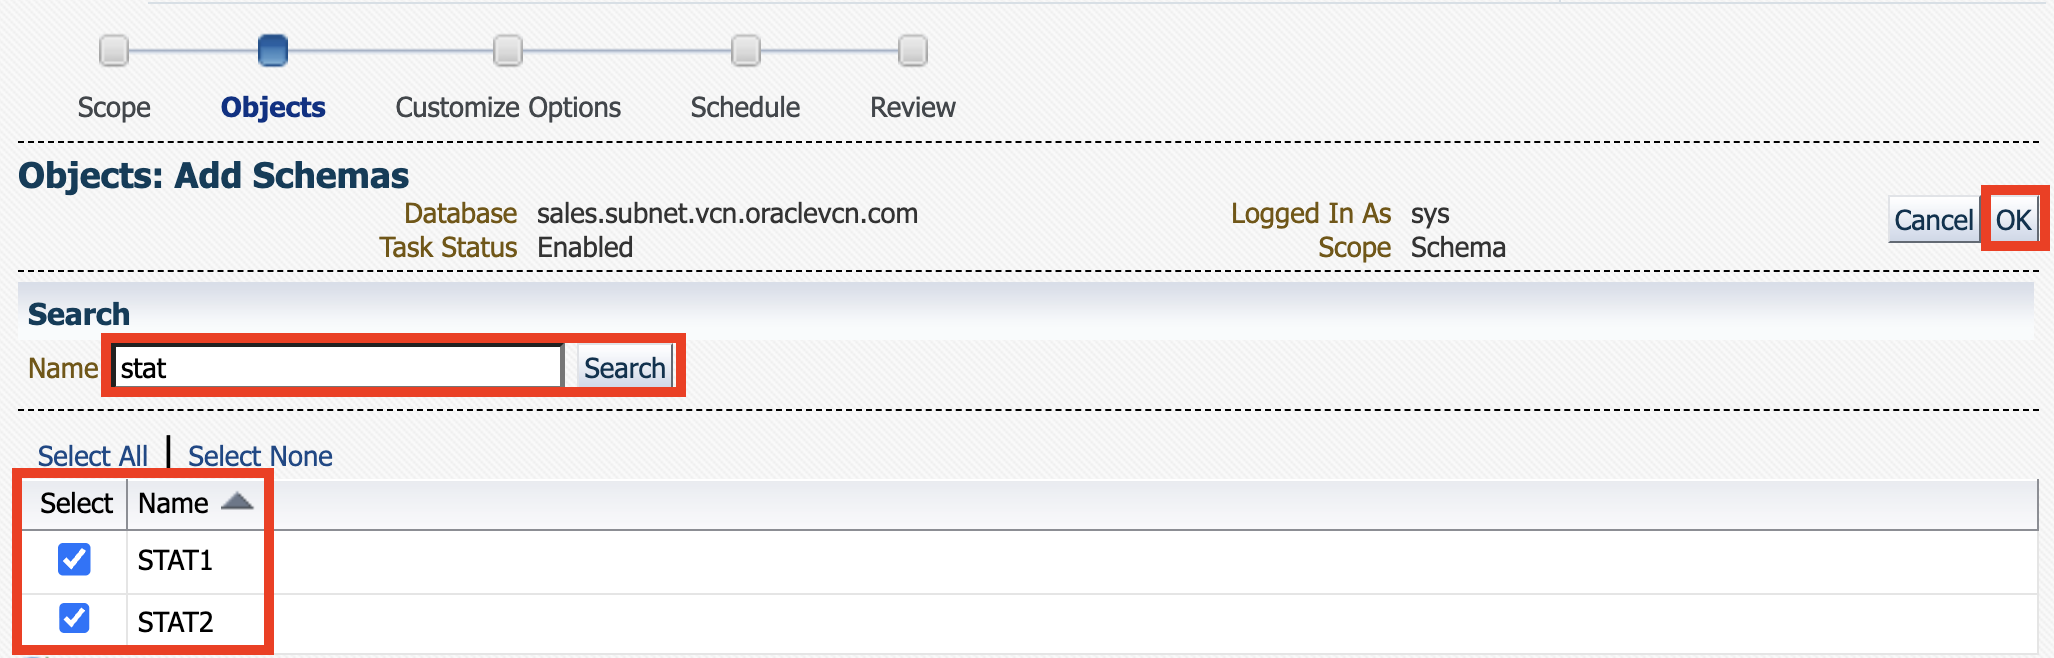 Scope Objects Customize Options Schedule Review
Objects: Add Schemas
Database sales.subnet.vcn.oraclevcn.com Logged In As sys
Task Status Enabled Scope Schema
Cancel OK
Search
Name stat Search
Select All | Select None
Select Name
STAT1
STAT2